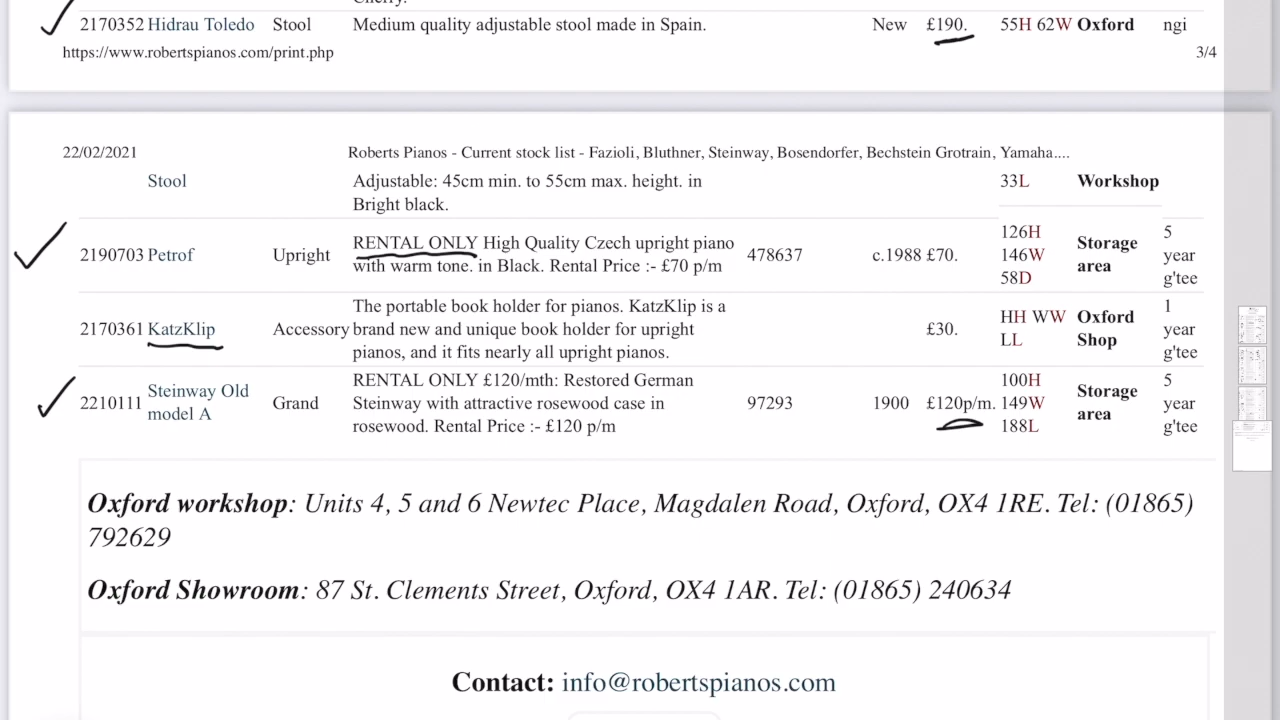 Cherry.
2170352 Hidrau Toledo Stool Medium quality adjustable stool made in Spain. New £190. 55H 62W Oxford ngi
https://www.robertspianos.com/print.php 3/4
22/02/2021 Roberts Pianos - Current stock list - Fazioli, Bluthner, Steinway, Bosendorfer, Bechstein Grotrain, Yamaha....
Stool Adjustable: 45cm min. to 55cm max. height. in 33L Workshop
Bright black.
126H 5
RENTAL ONLY High Quality Czech upright piano Storage
2190703 Petrof Upright 478637 c.1988 £70. 146W year
with warm tone. in Black. Rental Price :- £70 p/m area
58D g'tee
The portable book holder for pianos. KatzKlip is a 1
HH WW Oxford
2170361 KatzKlip Accessory brand new and unique book holder for upright £30. year
LL Shop
pianos, and it fits nearly all upright pianos. g'tee
RENTAL ONLY £120/mth: Restored German 100H 5
Steinway Old Storage
2210111 Grand Steinway with attractive rosewood case in 97293 1900 £120p/m. 149W year
model A area
rosewood. Rental Price :- £120 p/m 188L g'tee
Oxford workshop: Units 4, 5 and 6 Newtec Place, Magdalen Road, Oxford, OX4 1RE. Tel: (01865)
792629
Oxford Showroom: 87 St. Clements Street, Oxford, OX4 1AR. Tel: (01865) 240634
Contact: info@robertspianos.com